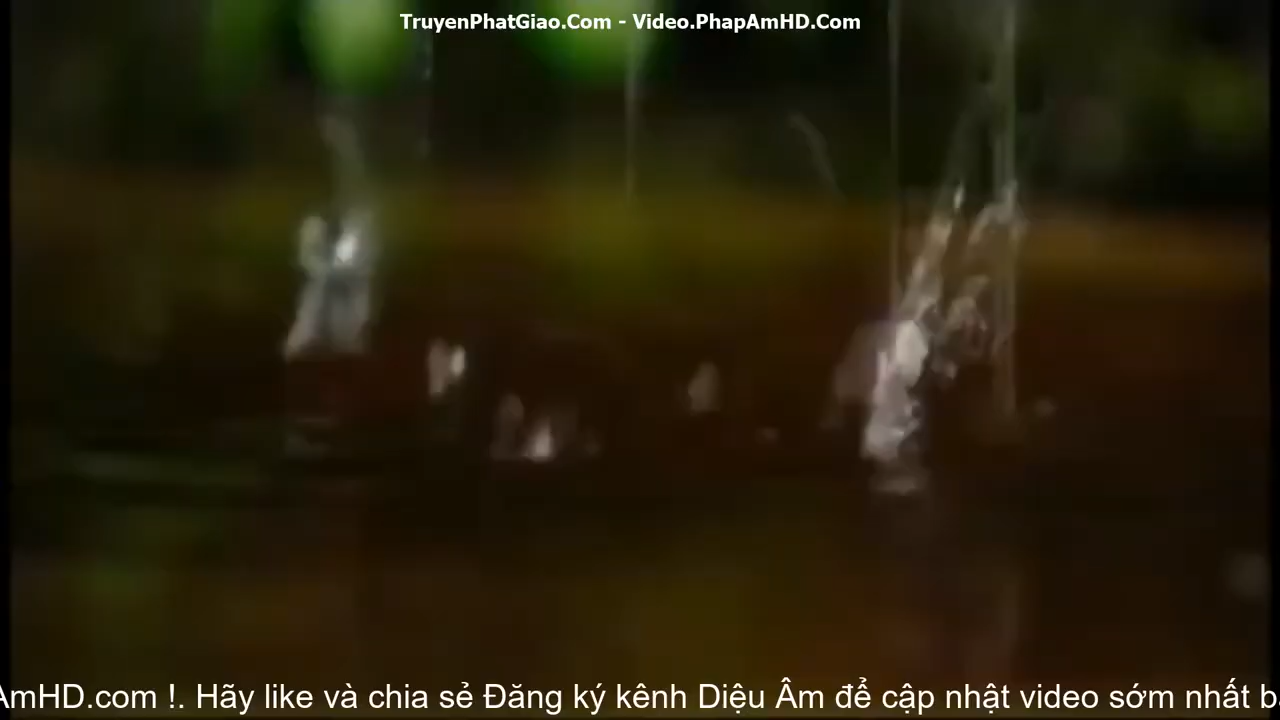 TruyenPhatGiao.Com - Video.PhapAmHD.Com
AmHD.com !. Hãy like và chia sẻ Đăng ký kênh Diệu Âm để cập nhật video sớm nhất b